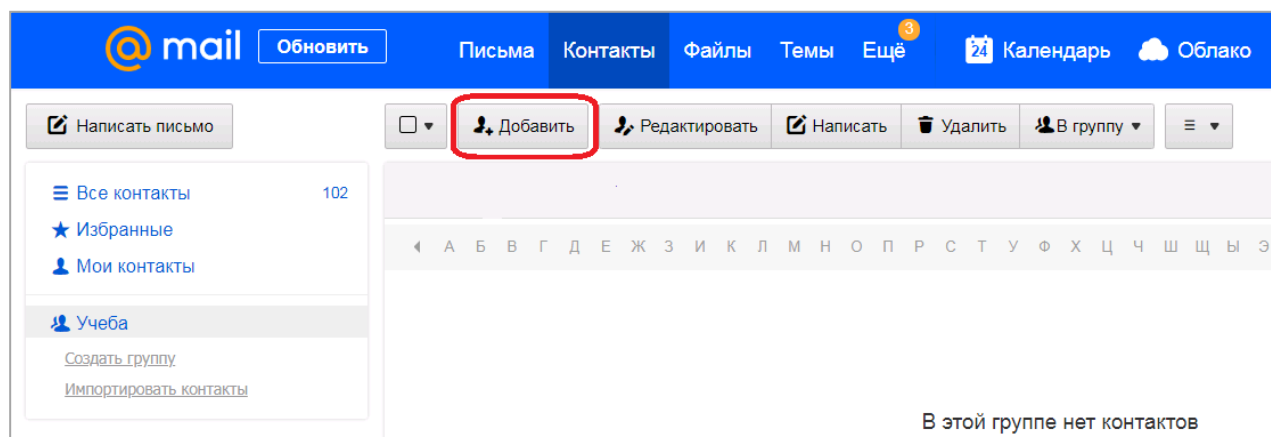 @ mail Обновить Письма Контакты Файлы Темы Ещё 3 24 Календарь Облако
Написать письмо Добавить Редактировать Написать Удалить В группу
Все контакты 102
Избранные
А Б В Г Д Е Ж З И К Л М Н О П Р С Т У Ф Х Ц Ч Ш Щ Ы Э
Мои контакты
Учеба
Создать группу
Импортировать контакты
В этой группе нет контактов